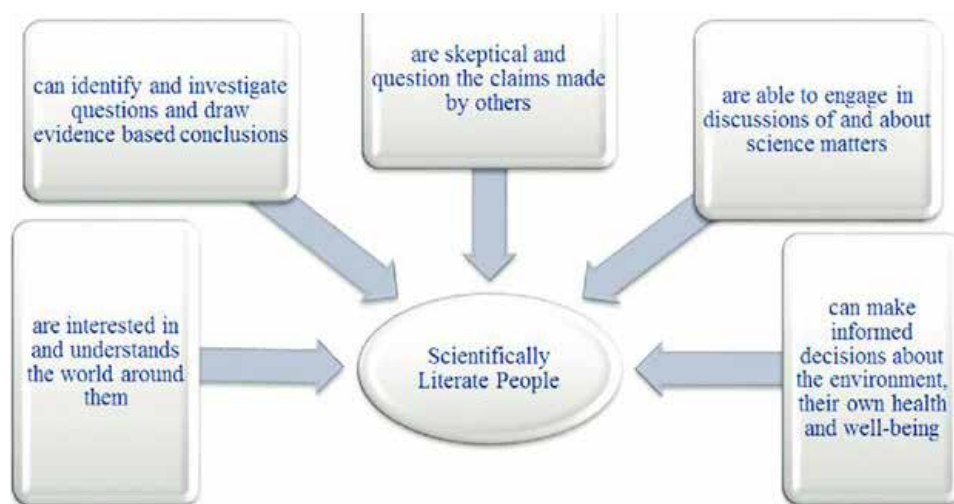 can identify and investigate
questions and draw
evidence based conclusions
are skeptical and
question the claims made
by others
are able to engage in
discussions of and about
science matters
are interested in
and understands
the world around
them
Scientifically
Literate People
can make
informed
decisions about
the environment,
their own health
and well-being